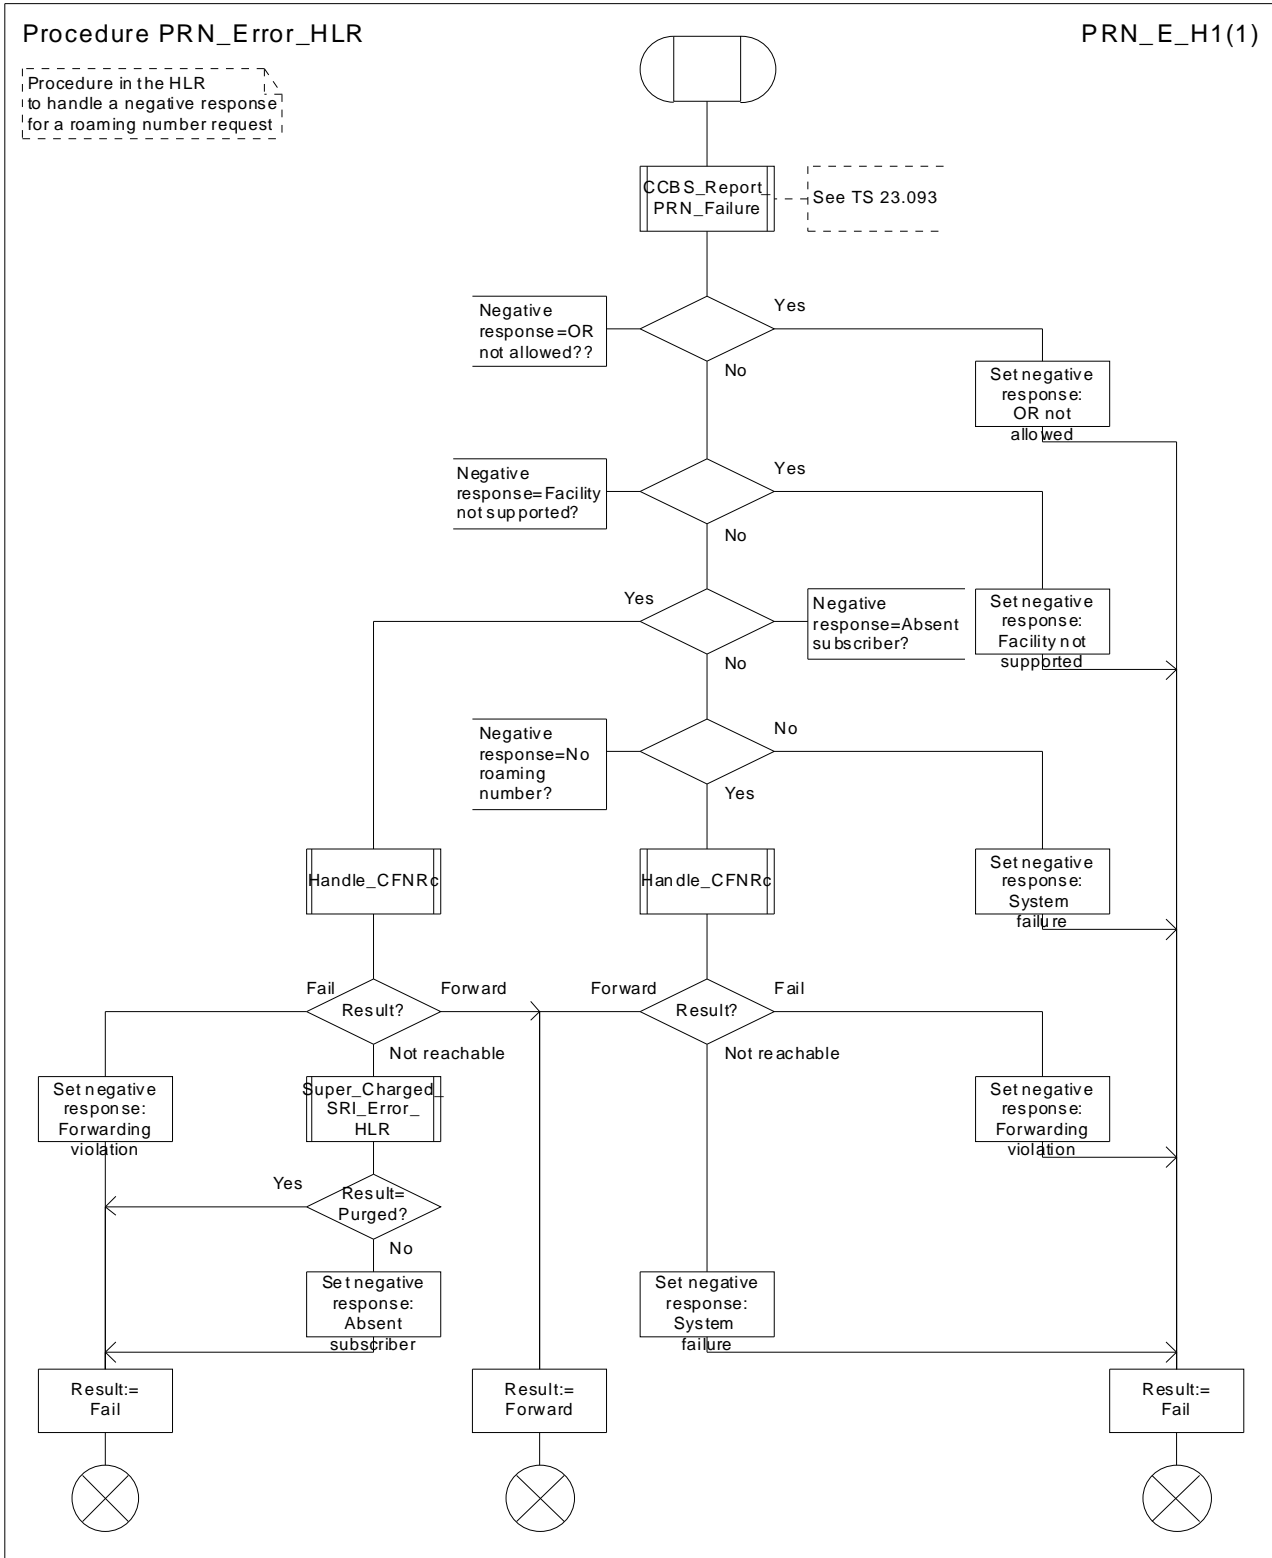 Procedure PRN_Error_HLR
PRN_E_H1(1)
Procedure in the HLR
to handle a negative response
for a roaming number request
CCBS_Report_
PRN_Failure
See TS 23.093
Negative
response=OR
not allowed??
Yes
No
Set negative
response:
OR not
allowed
Negative
response=Facility
not supported?
Yes
No
Set negative
response:
Facility not
supported
Yes
Negative
response=Absent
subscriber?
No
Negative
response=No
roaming
number?
No
Yes
Handle_CFNRc
Handle_CFNRc
Set negative
response:
System
failure
Fail
Result?
Forward
Not reachable
Forward
Result?
Fail
Not reachable
Set negative
response:
Forwarding
violation
Super_Charged_
SRI_Error_
HLR
Set negative
response:
Forwarding
violation
Yes
Result=
Purged?
No
Set negative
response:
Absent
subscriber
Set negative
response:
System
failure
Result:=
Fail
Result:=
Forward
Result:=
Fail